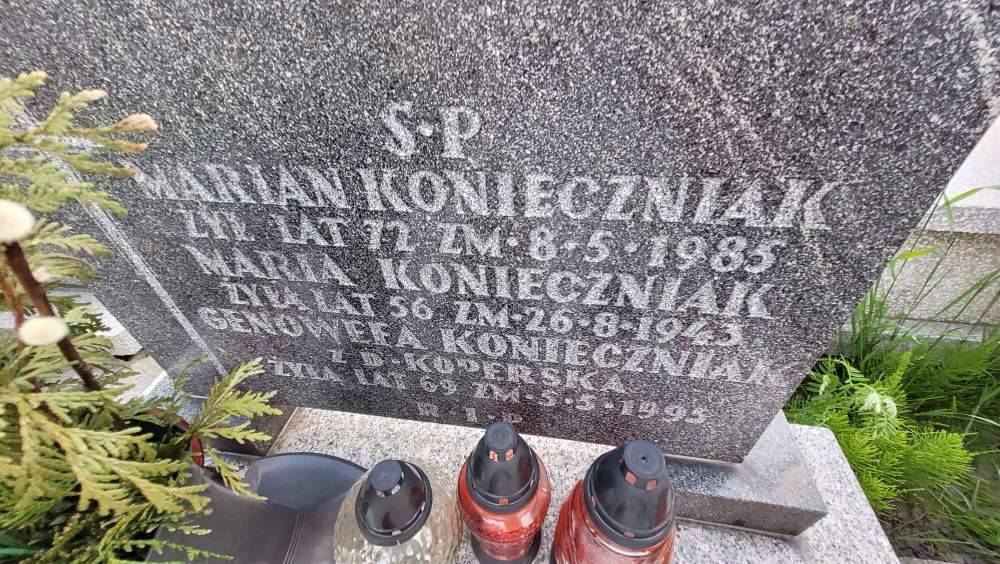 Ś·P
MARIAN KONIECZNIAK
ŻYŁ LAT 72 ZM·8·5·1985
MARIA KONIECZNIAK
ŻYŁA LAT 56 ZM·26·8·1943
GENOWEFA KONIECZNIAK
Z D·KODERSKA
ŻYŁA LAT 69 ZM·5·5·1995
R I P